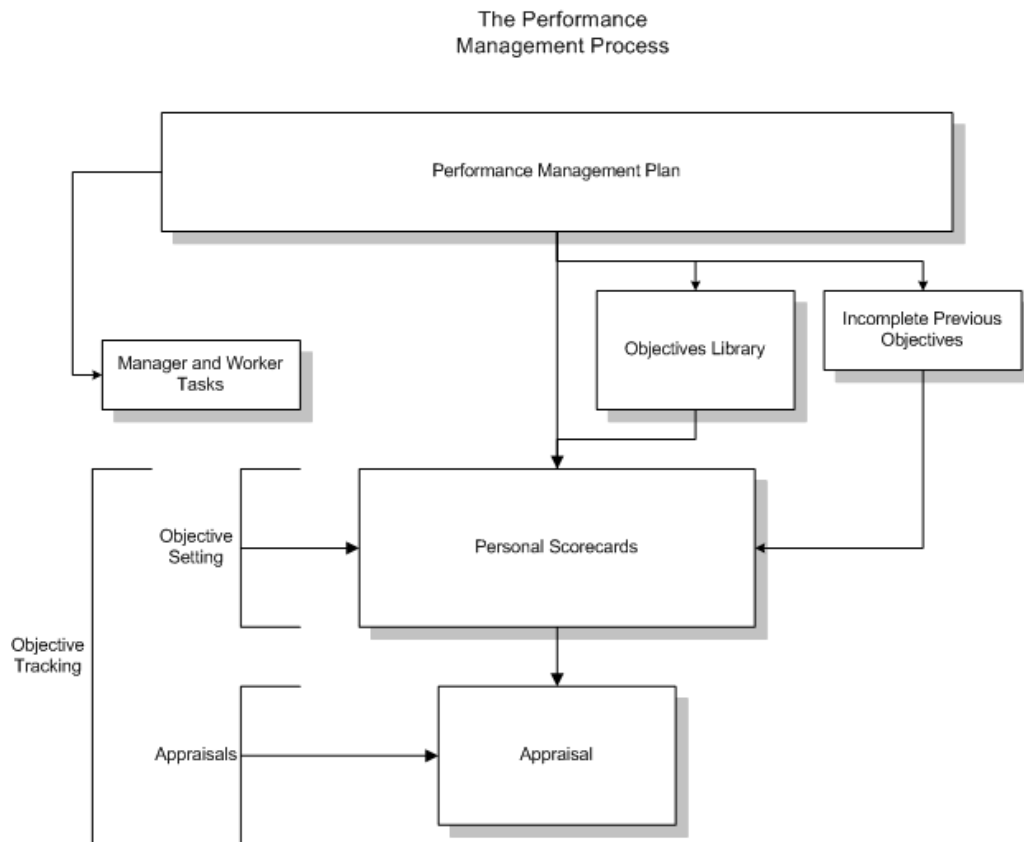 The Performance
Management Process
Performance Management Plan
Objectives Library
Incomplete Previous
Objectives
Manager and Worker
Tasks
Objective
Setting
Personal Scorecards
Objective
Tracking
Appraisals
Appraisal